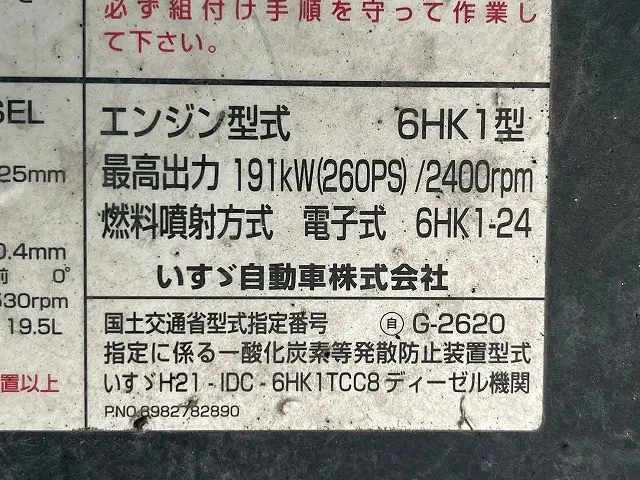 必ず組付け手順を守って作業し
て下さい。
SEL
25mm
0.4mm
前 0°
530rpm
19.5L
置以上
エンジン型式 6HK1型
最高出力 191kW(260PS)/2400rpm
燃料噴射方式 電子式 6HK1-24
いすゞ自動車株式会社
国土交通省型式指定番号 自 G-2620
指定に係る一酸化炭素等発散防止装置型式
いすゞH21-IDC-6HK1TCC8ディーゼル機関
P.NO.8982782890